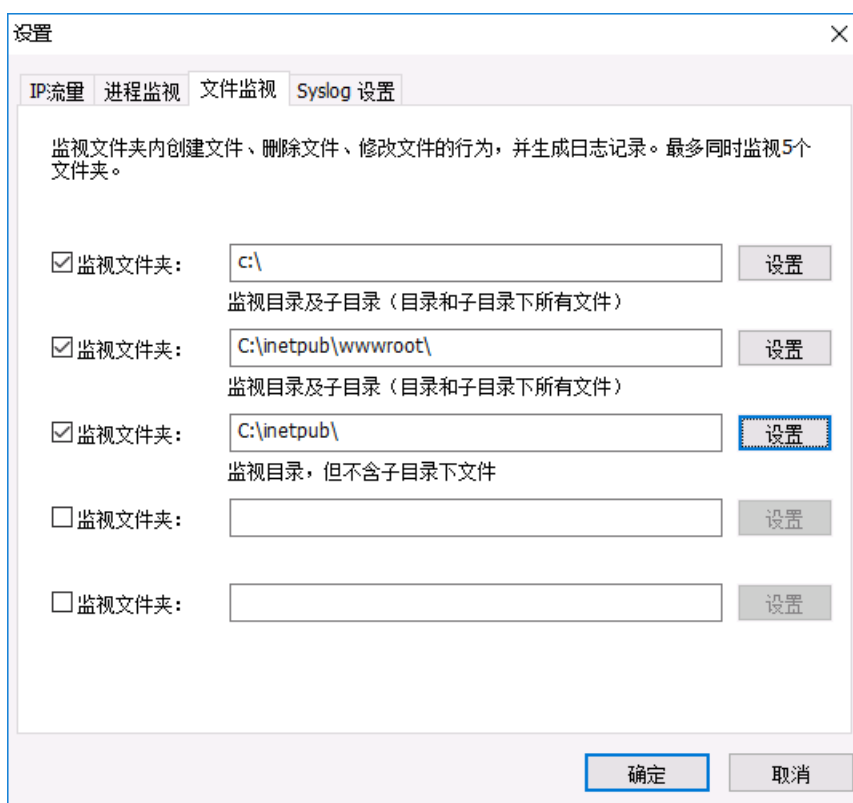 设置
IP流量 进程监视 文件监视 Syslog 设置
监视文件夹内创建文件、删除文件、修改文件的行为，并生成日志记录。最多同时监视5个
文件夹。
监视文件夹： c:\ 设置
监视目录及子目录（目录和子目录下所有文件）
监视文件夹： C:\inetpub\wwwroot\ 设置
监视目录及子目录（目录和子目录下所有文件）
监视文件夹： C:\inetpub\ 设置
监视目录，但不含子目录下文件
监视文件夹： 设置
监视文件夹： 设置
确定 取消